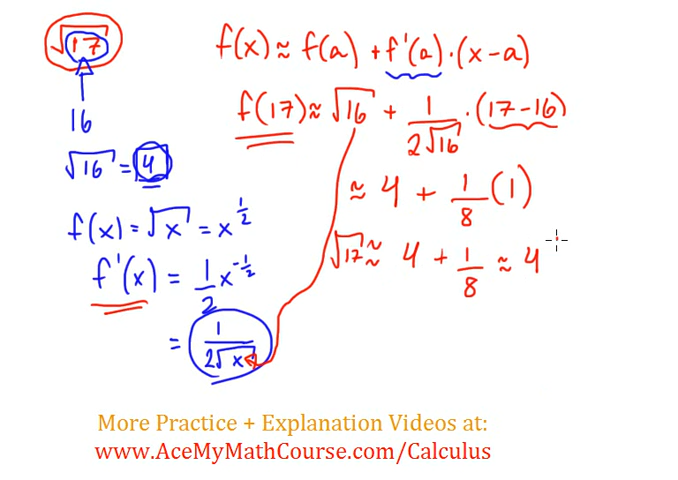 √17
16
√16 = 4
f(x) = √x = x^1/2
f'(x) = 1/2 x^-1/2
= 1/(2√x)
f(x) ≈ f(a) + f'(a)·(x-a)
f(17) ≈ √16 + 1/(2√16)·(17-16)
≈ 4 + 1/8 (1)
√17 ≈ 4 + 1/8 ≈ 4
More Practice + Explanation Videos at:
www.AceMyMathCourse.com/Calculus